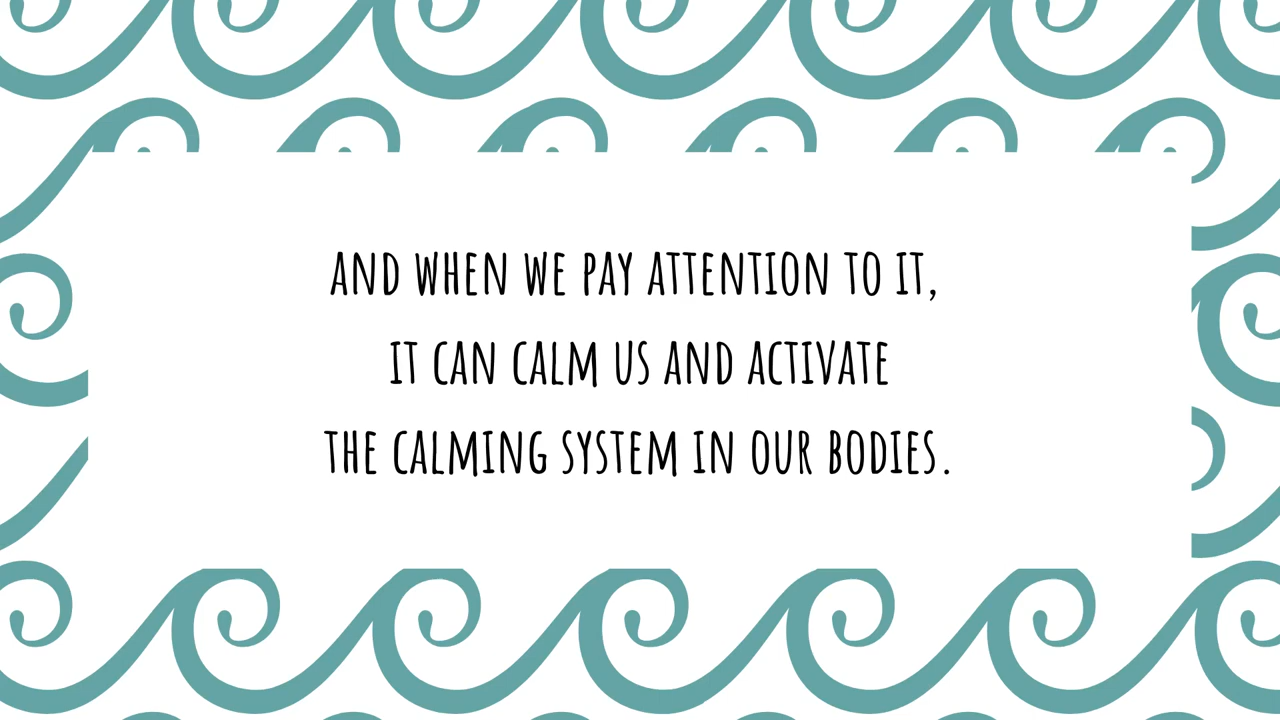 AND WHEN WE PAY ATTENTION TO IT,
IT CAN CALM US AND ACTIVATE
THE CALMING SYSTEM IN OUR BODIES.